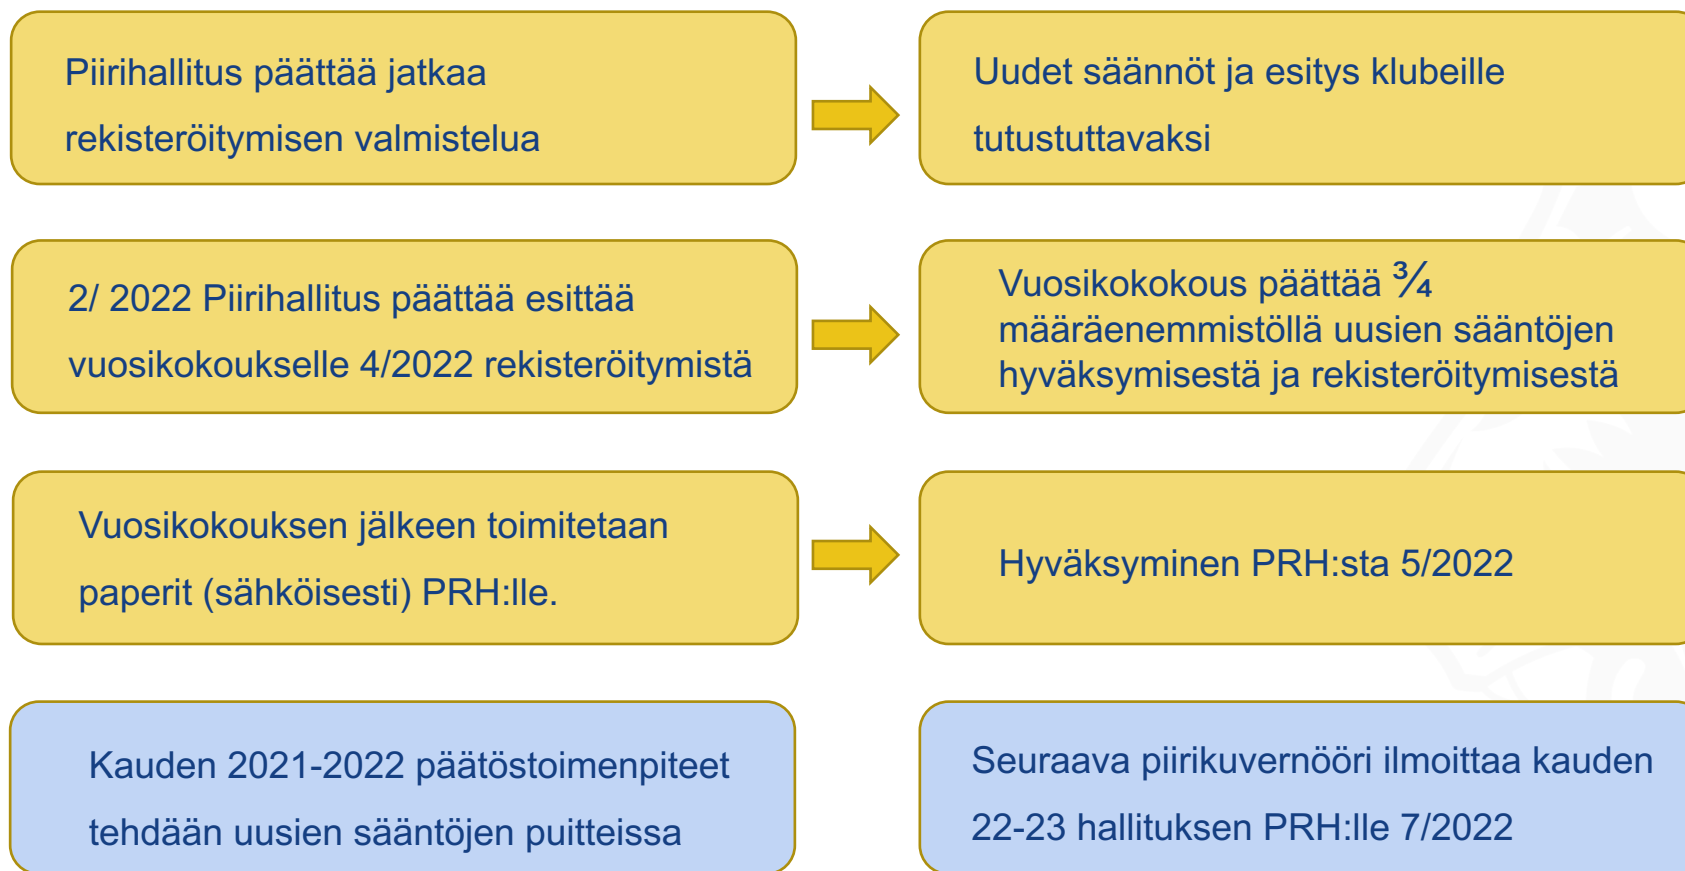 Piirihallitus päättää jatkaa
rekisteröitymisen valmistelua
Uudet säännöt ja esitys klubeille
tutustuttavaksi
2/ 2022 Piirihallitus päättää esittää
vuosikokoukselle 4/2022 rekisteröitymistä
Vuosikokokous päättää ¾
määräenemmistöllä uusien sääntöjen
hyväksymisestä ja rekisteröitymisestä
Vuosikokouksen jälkeen toimitetaan
paperit (sähköisesti) PRH:lle.
Hyväksyminen PRH:sta 5/2022
Kauden 2021-2022 päätöstoimenpiteet
tehdään uusien sääntöjen puitteissa
Seuraava piirikuvernööri ilmoittaa kauden
22-23 hallituksen PRH:lle 7/2022